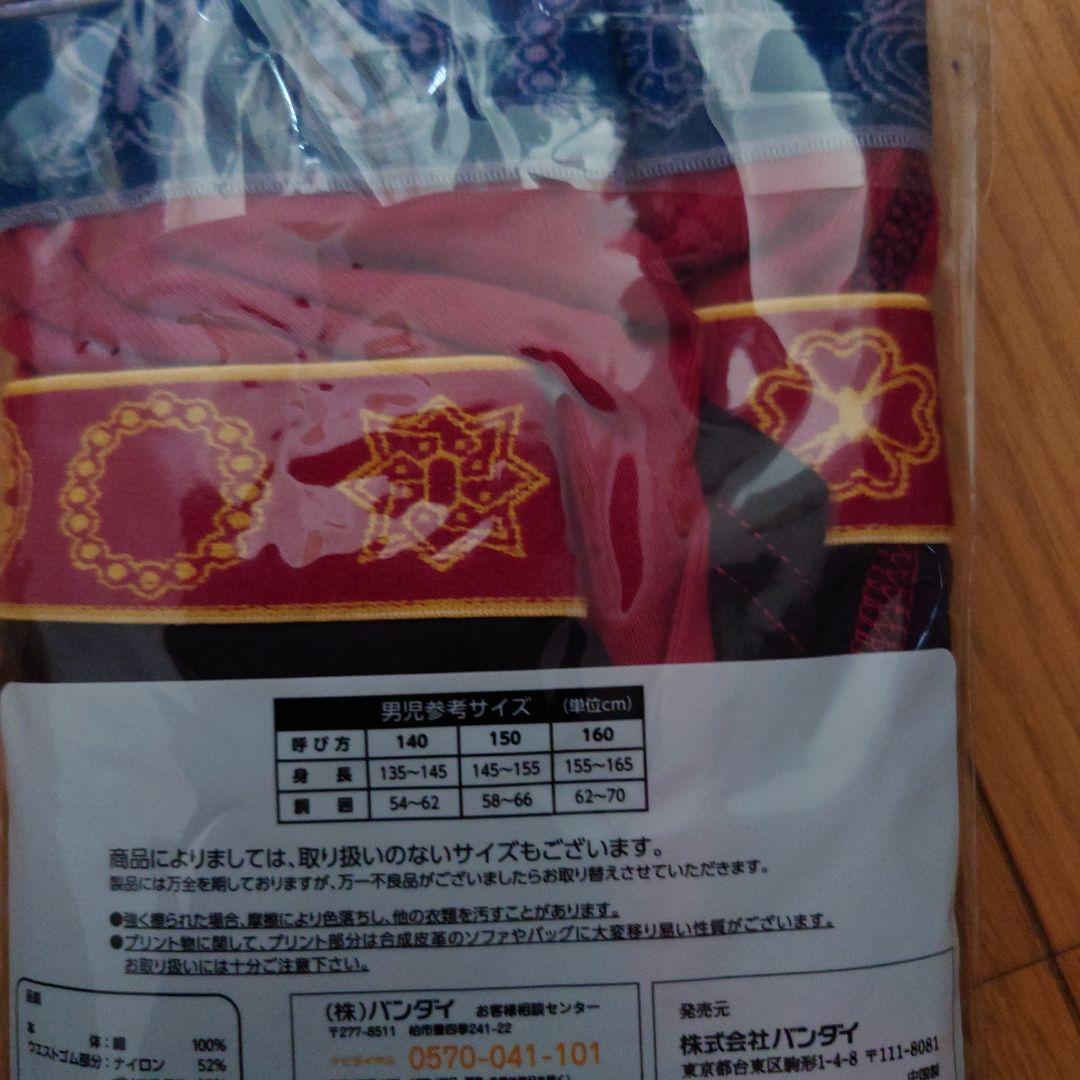 男児参考サイズ (単位cm)
呼び方 140 150 160
身長 135～145 145～155 155～165
胴囲 54～62 58～66 62～70
商品によりましては、取り扱いのないサイズもございます。
製品には万全を期しておりますが、万一不良品がございましたらお取り替えさせていただきます。
●強く擦られた場合、摩擦により色落ちし、他の衣類を汚すことがあります。
●プリント物に関して、プリント部分は合成皮革のソファやバッグに大変移り易い性質がございます。
お取り扱いには十分ご注意下さい。
品質
本体:綿 100%
ウエストゴム部分:ナイロン 52%
(株)バンダイ お客様相談センター
〒277-8511 柏市豊四季241-22
ナビダイヤル 0570-041-101
発売元
株式会社バンダイ
東京都台東区駒形1-4-8 〒111-8081
中国製